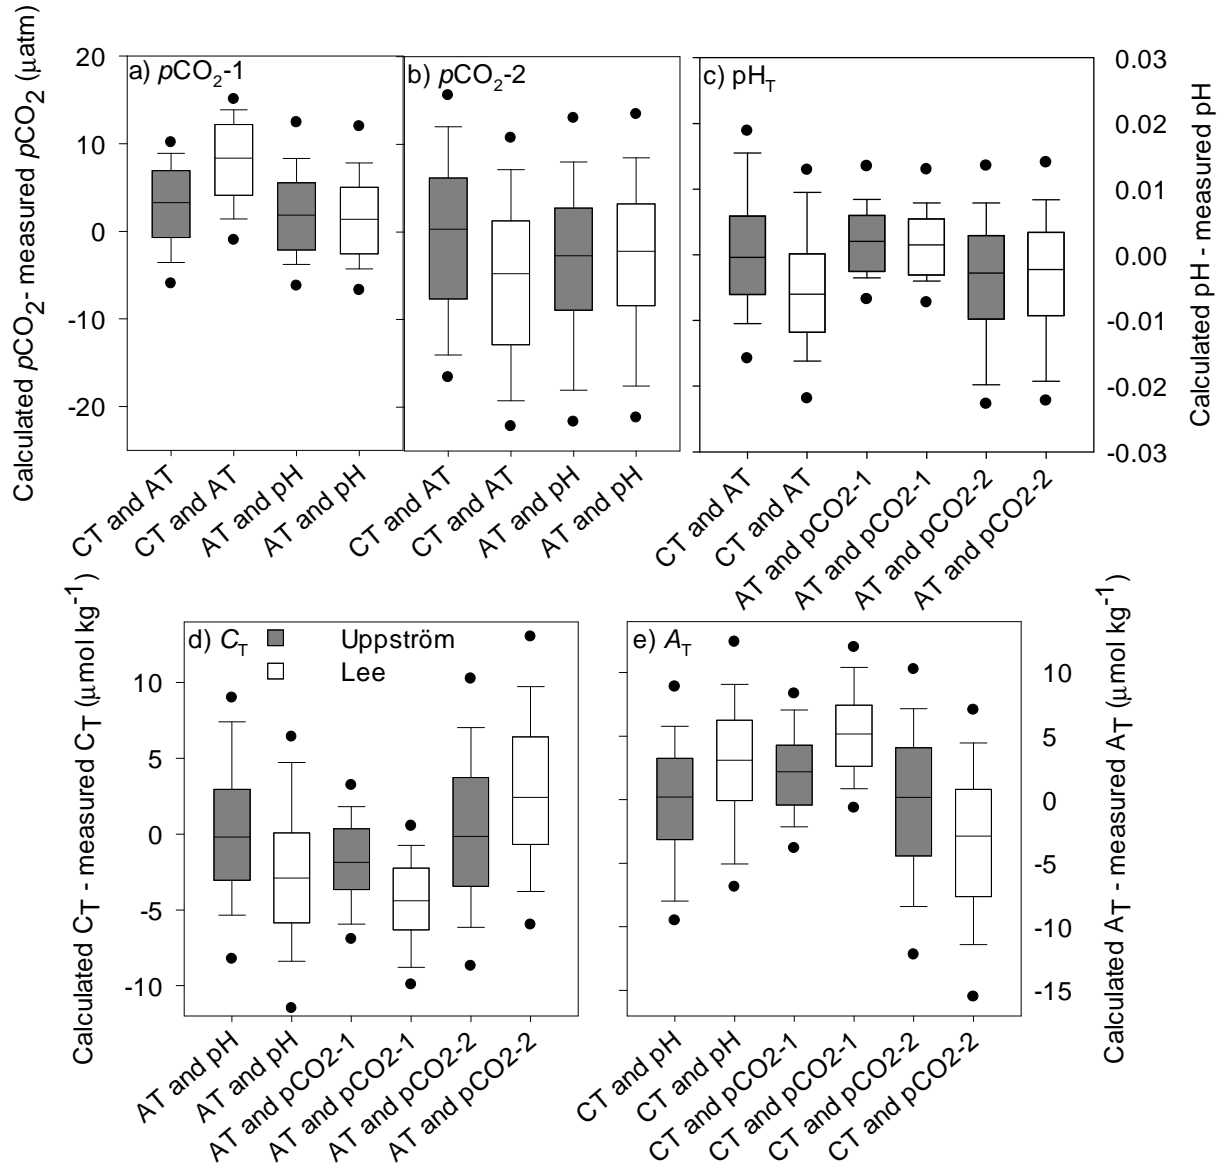 Calculated pCO2- measured pCO2 (μatm)
20
10
0
-10
-20
a) pCO2-1
b) pCO2-2
c) pHT
0.03
0.02
0.01
0.00
-0.01
-0.02
-0.03
Calculated pH - measured pH
CT and AT
CT and AT
AT and pH
AT and pH
CT and AT
CT and AT
AT and pH
AT and pH
CT and AT
CT and AT
AT and pCO2-1
AT and pCO2-1
AT and pCO2-2
AT and pCO2-2
Calculated CT - measured CT (μmol kg-1)
10
5
0
-5
-10
d) CT
Uppström
Lee
e) AT
10
5
0
-5
-10
-15
Calculated AT - measured AT (μmol kg-1)
AT and pH
AT and pH
AT and pCO2-1
AT and pCO2-1
AT and pCO2-2
AT and pCO2-2
CT and pH
CT and pH
CT and pCO2-1
CT and pCO2-1
CT and pCO2-2
CT and pCO2-2